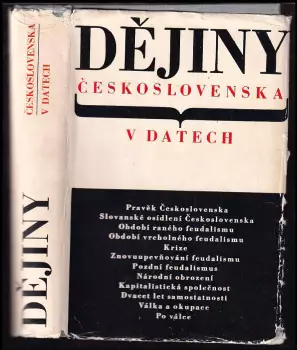 ČESKOSLOVENSKA
V DATECH
DĚJINY
DĚJINY
ČESKOSLOVENSKA
V DATECH
Pravěk Československa
Slovanské osídlení Československa
Období raného feudalismu
Období vrcholného feudalismu
Krize
Znovuupevňování feudalismu
Pozdní feudalismus
Národní obrození
Kapitalistická společnost
Dvacet let samostatnosti
Válka a okupace
Po válce